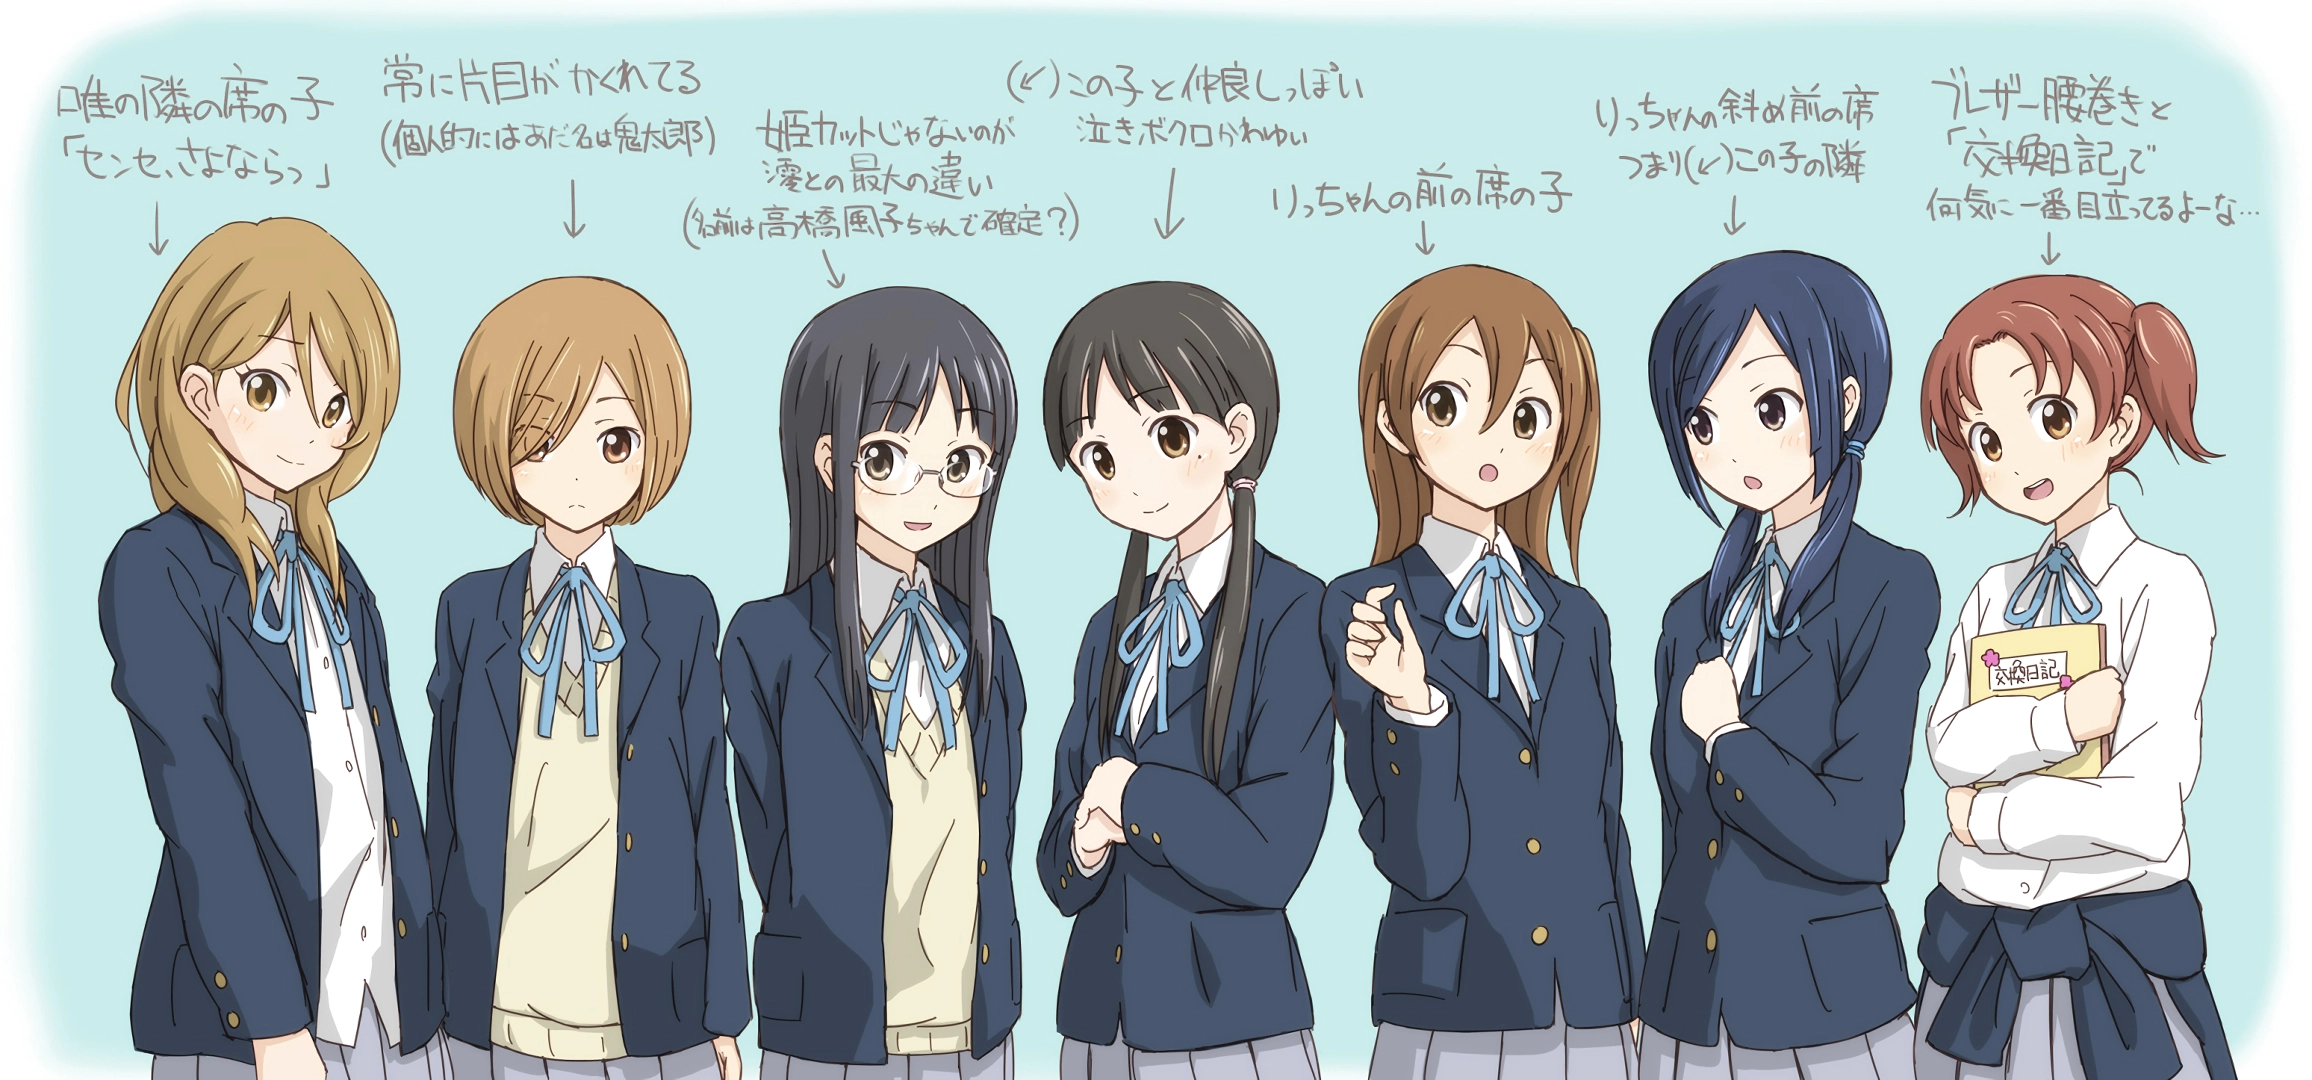 唯の隣の席の子
「センセ、さよならっ」
常に片目がかくれてる
(個人的にはあだ名は鬼太郎)
姫カットじゃないのが
澪との最大の違い
(名前は高橋風子ちゃんで確定?)
(↙)この子と仲良しっぽい
泣きボクロかわゆい
りっちゃんの前の席の子
りっちゃんの斜め前の席
つまり(↙)この子の隣
ブレザー腰巻きと
「交換日記」で
何気に一番目立ってるよーな…
交換日記